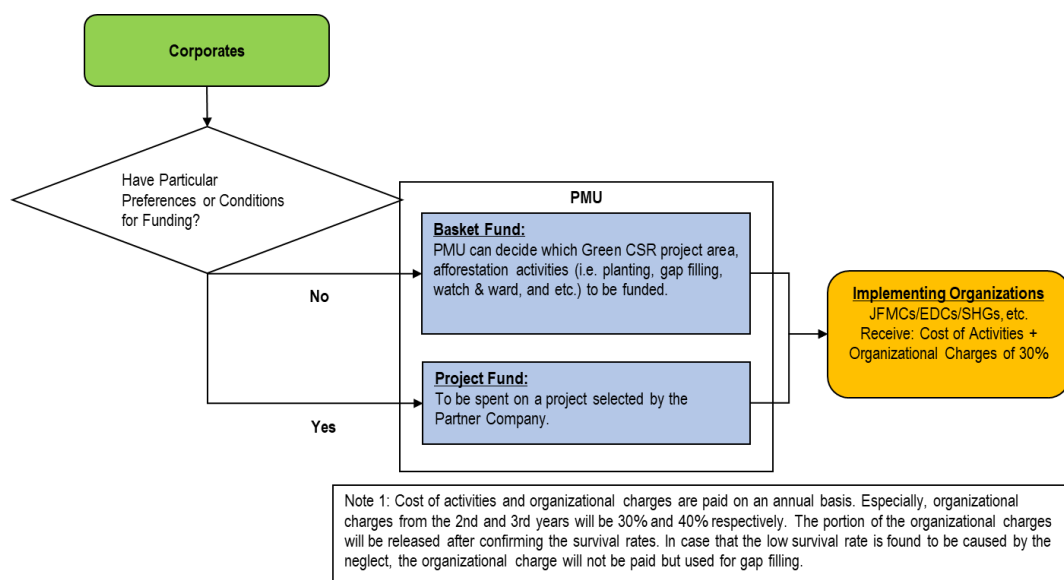 Corporates
Have Particular
Preferences or Conditions
for Funding?
PMU
Basket Fund:
PMU can decide which Green CSR project area,
afforestation activities (i.e. planting, gap filling,
watch & ward, and etc.) to be funded.
No
Implementing Organizations
JFMCs/EDCs/SHGs, etc.
Receive: Cost of Activities +
Organizational Charges of 30%
Project Fund:
To be spent on a project selected by the
Partner Company.
Yes
Note 1: Cost of activities and organizational charges are paid on an annual basis. Especially, organizational
charges from the 2nd and 3rd years will be 30% and 40% respectively. The portion of the organizational charges
will be released after confirming the survival rates. In case that the low survival rate is found to be caused by the
neglect, the organizational charge will not be paid but used for gap filling.